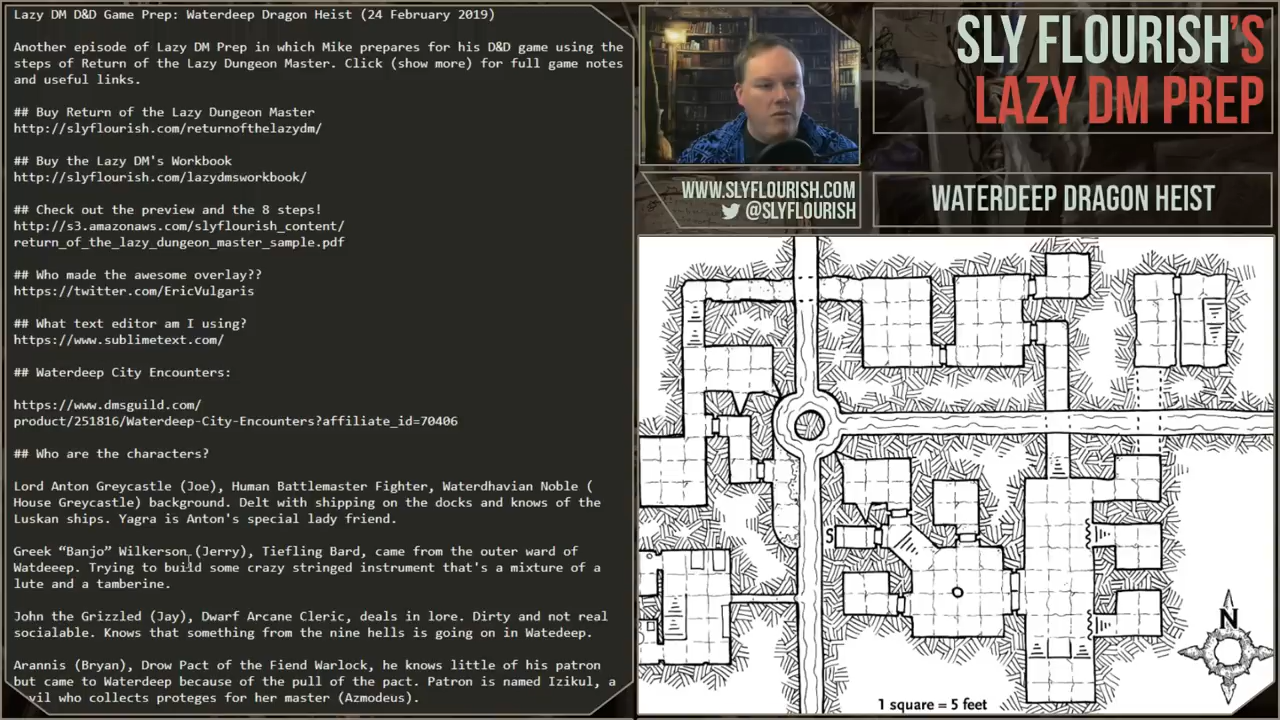 Lazy DM D&D Game Prep: Waterdeep Dragon Heist (24 February 2019)
Another episode of Lazy DM Prep in which Mike prepares for his D&D game using the
steps of Return of the Lazy Dungeon Master. Click (show more) for full game notes
and useful links.
## Buy Return of the Lazy Dungeon Master
http://slyflourish.com/returnofthelazydm/
## Buy the Lazy DM's Workbook
http://slyflourish.com/lazydmsworkbook/
## Check out the preview and the 8 steps!
http://s3.amazonaws.com/slyflourish_content/
return_of_the_lazy_dungeon_master_sample.pdf
## Who made the awesome overlay??
https://twitter.com/EricVulgaris
## What text editor am I using?
https://www.sublimetext.com/
## Waterdeep City Encounters:
https://www.dmsguild.com/
product/251816/Waterdeep-City-Encounters?affiliate_id=70406
## Who are the characters?
Lord Anton Greycastle (Joe), Human Battlemaster Fighter, Waterdhavian Noble (
House Greycastle) background. Delt with shipping on the docks and knows of the
Luskan ships. Yagra is Anton's special lady friend.
Greek “Banjo” Wilkerson (Jerry), Tiefling Bard, came from the outer ward of
Watdeeep. Trying to build some crazy stringed instrument that's a mixture of a
lute and a tamberine.
John the Grizzled (Jay), Dwarf Arcane Cleric, deals in lore. Dirty and not real
socialable. Knows that something from the nine hells is going on in Watedeep.
Arannis (Bryan), Drow Pact of the Fiend Warlock, he knows little of his patron
but came to Waterdeep because of the pull of the pact. Patron is named Izikul, a
vil who collects proteges for her master (Azmodeus).
SLY FLOURISH'S
LAZY DM PREP
WWW.SLYFLOURISH.COM
@SLYFLOURISH
WATERDEEP DRAGON HEIST
S
N
1 square = 5 feet